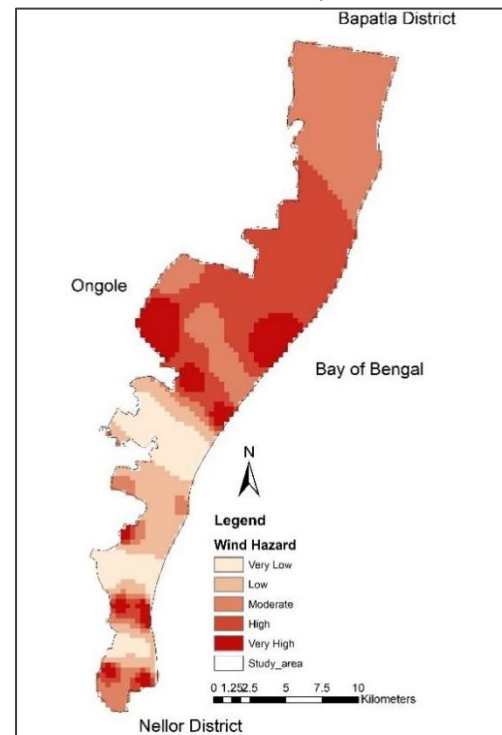 Bapatla District
Ongole
Bay of Bengal
N
Legend
Wind Hazard
Very Low
Low
Moderate
High
Very High
Study_area
0 1.252.5 5 7.5 10
Kilometers
Nellor District